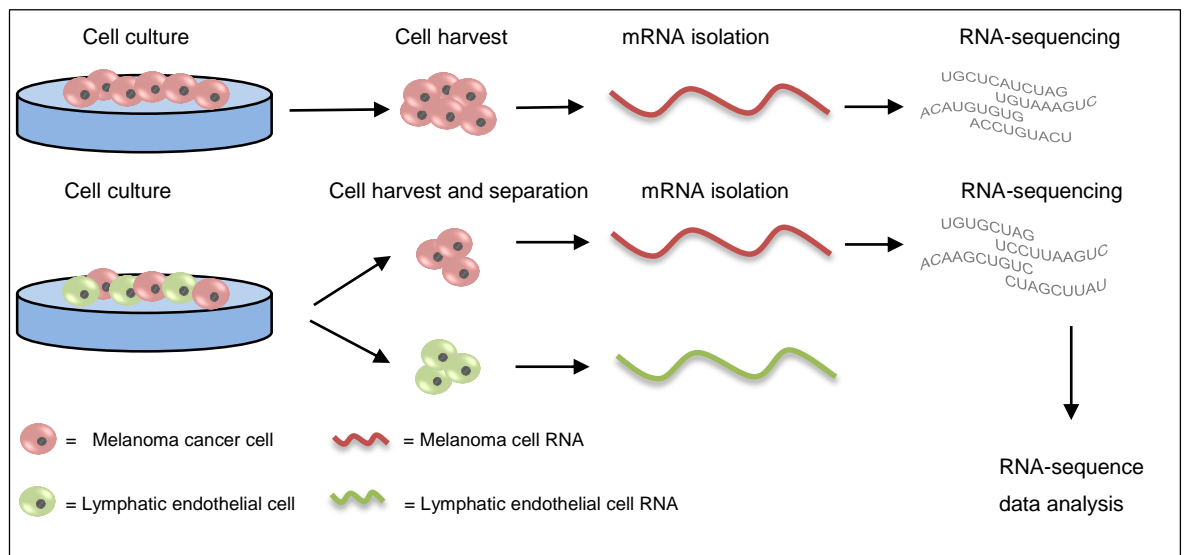 Cell culture
Cell harvest
mRNA isolation
RNA-sequencing
UGCUCAUCUAG
UGUAAAGUC
ACAUGUGUG
ACCUGUACU
Cell culture
Cell harvest and separation
mRNA isolation
RNA-sequencing
UGUGCUAG
UCCUUAAGUC
ACAAGCUGUC
CUAGCUUAU
= Melanoma cancer cell
= Melanoma cell RNA
= Lymphatic endothelial cell
= Lymphatic endothelial cell RNA
RNA-sequence
data analysis